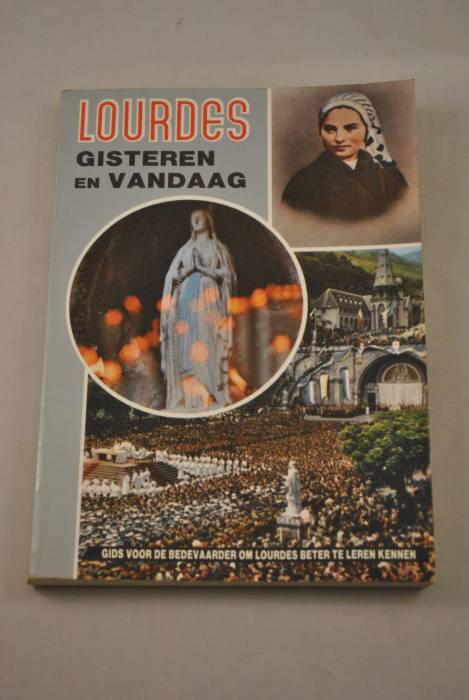 LOURDES
GISTEREN
EN VANDAAG
GIDS VOOR DE BEDEVAARDER OM LOURDES BETER TE LEREN KENNEN